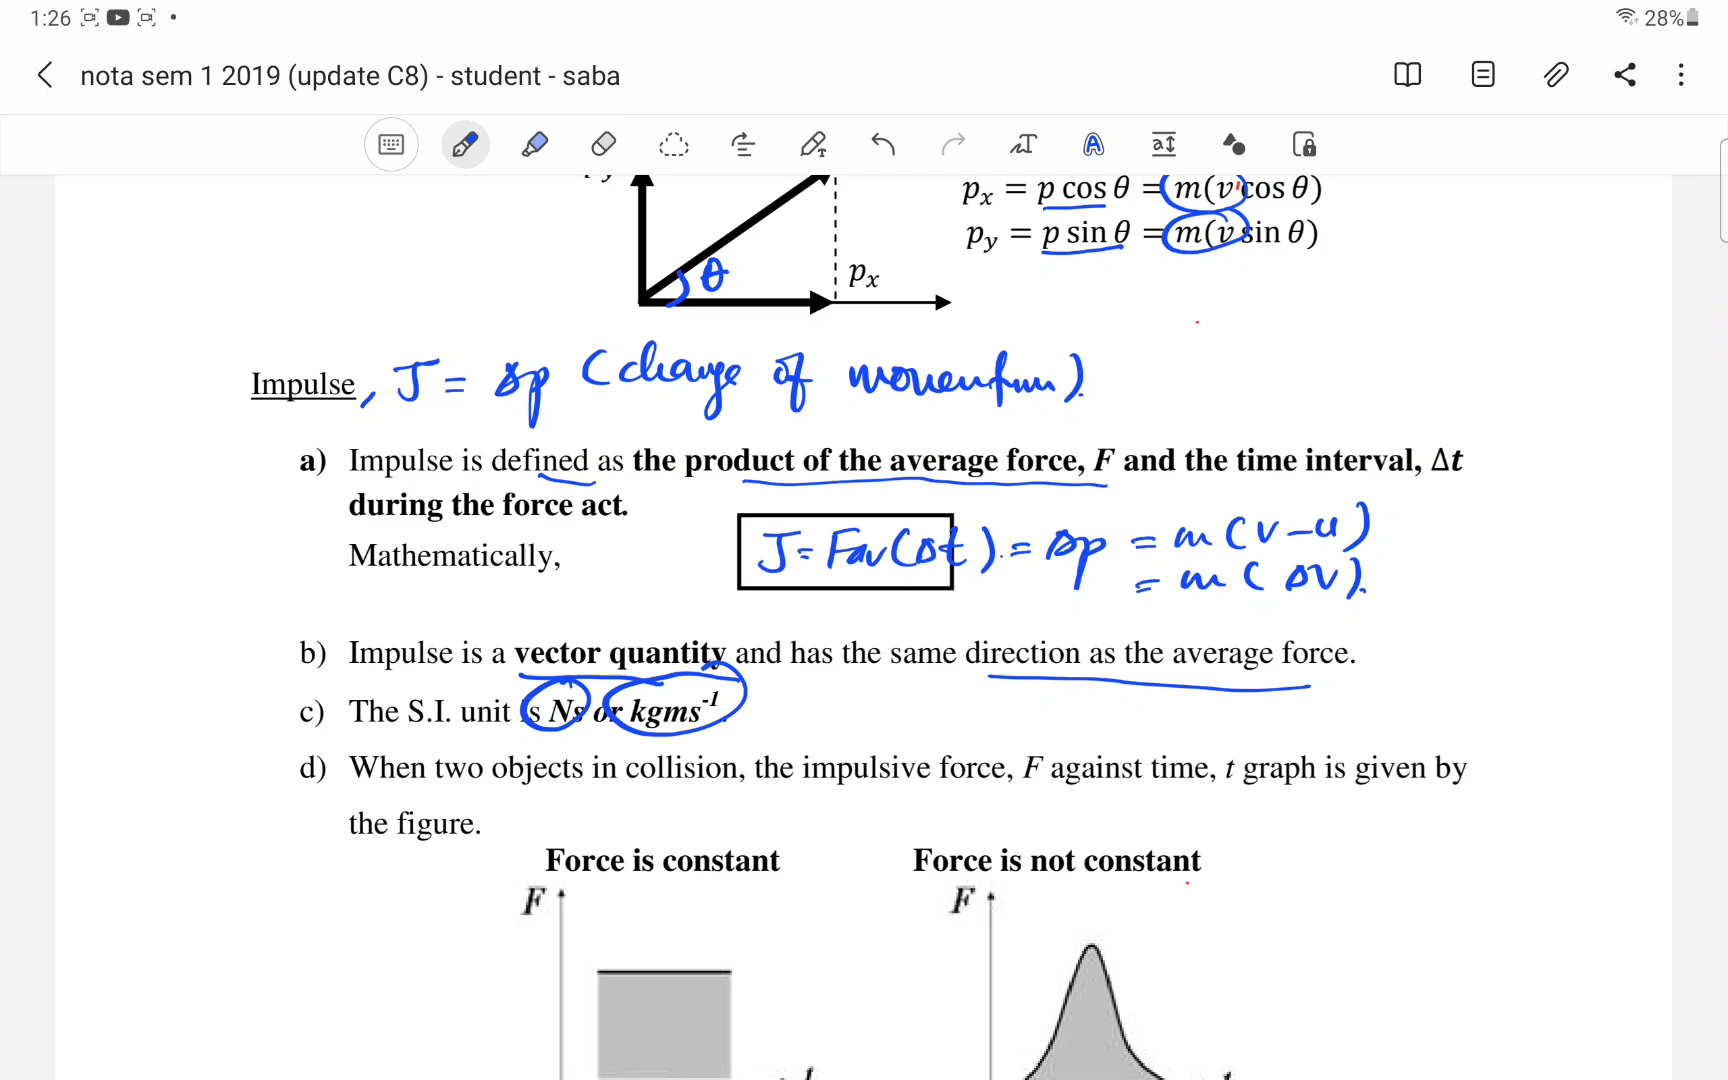 1:26
28%
nota sem 1 2019 (update C8) - student - saba
pₓ = p cos θ = m(v cos θ)
p_y = p sin θ = m(v sin θ)
θ
pₓ
Impulse, J = Δp (change of momentum).
a) Impulse is defined as the product of the average force, F and the time interval, Δt
during the force act.
Mathematically,
J = Fav(Δt). = Δp = m(v-u)
= m(Δv).
b) Impulse is a vector quantity and has the same direction as the average force.
c) The S.I. unit is Ns or kgms⁻¹.
d) When two objects in collision, the impulsive force, F against time, t graph is given by
the figure.
Force is constant
Force is not constant
F
F
t
t